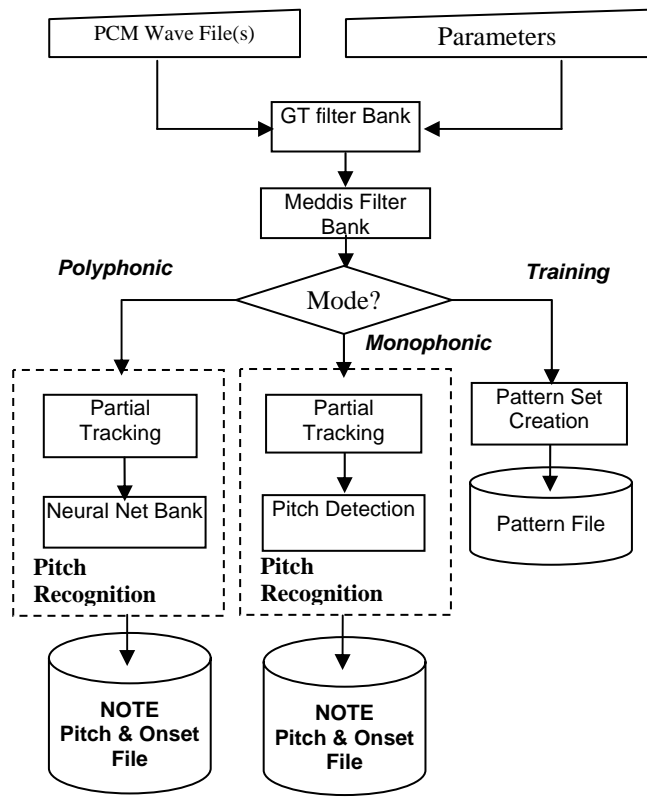 PCM Wave File(s)
Parameters
GT filter Bank
Meddis Filter
Bank
Polyphonic
Mode?
Training
Monophonic
Partial
Tracking
Neural Net Bank
Pitch
Recognition
Partial
Tracking
Pitch Detection
Pitch
Recognition
Pattern Set
Creation
Pattern File
NOTE
Pitch & Onset
File
NOTE
Pitch & Onset
File